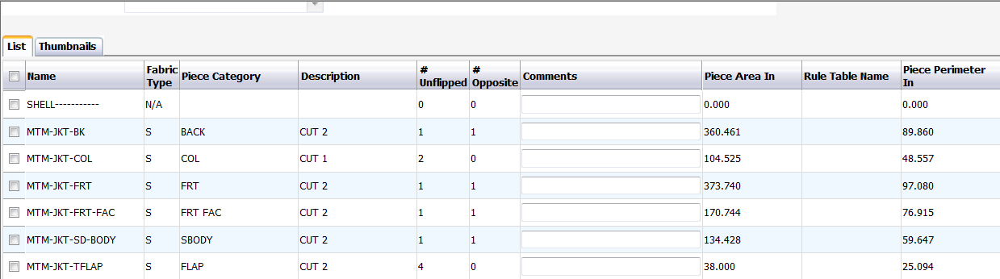 List Thumbnails
Name Fabric Type Piece Category Description # Unflipped # Opposite Comments Piece Area In Rule Table Name Piece Perimeter In
SHELL----------- N/A 0 0 0.000 0.000
MTM-JKT-BK S BACK CUT 2 1 1 360.461 89.860
MTM-JKT-COL S COL CUT 1 2 0 104.525 48.557
MTM-JKT-FRT S FRT CUT 2 1 1 373.740 97.080
MTM-JKT-FRT-FAC S FRT FAC CUT 2 1 1 170.744 76.915
MTM-JKT-SD-BODY S SBODY CUT 2 1 1 134.428 59.647
MTM-JKT-TFLAP S FLAP CUT 2 4 0 38.000 25.094